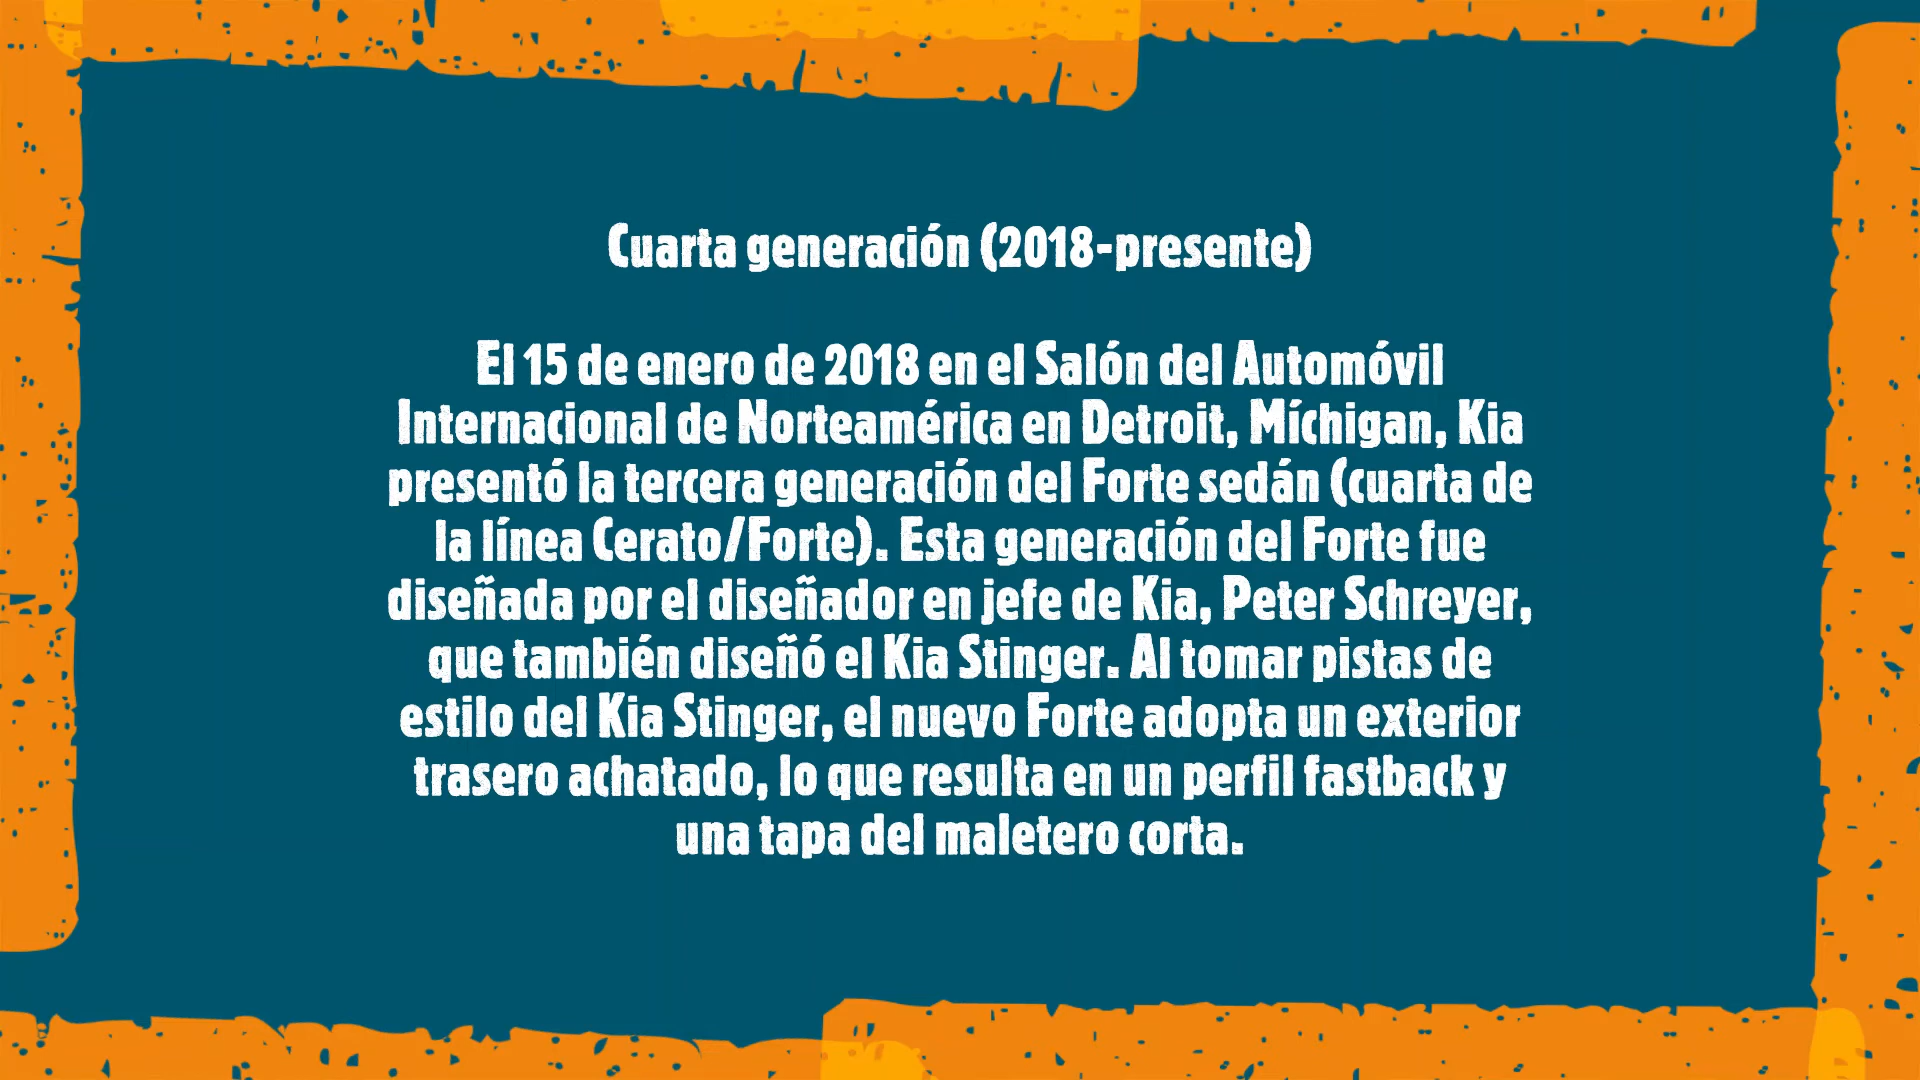 Cuarta generación (2018-presente)
El 15 de enero de 2018 en el Salón del Automóvil
Internacional de Norteamérica en Detroit, Míchigan, Kia
presentó la tercera generación del Forte sedán (cuarta de
la línea Cerato/Forte). Esta generación del Forte fue
diseñada por el diseñador en jefe de Kia, Peter Schreyer,
que también diseñó el Kia Stinger. Al tomar pistas de
estilo del Kia Stinger, el nuevo Forte adopta un exterior
trasero achatado, lo que resulta en un perfil fastback y
una tapa del maletero corta.